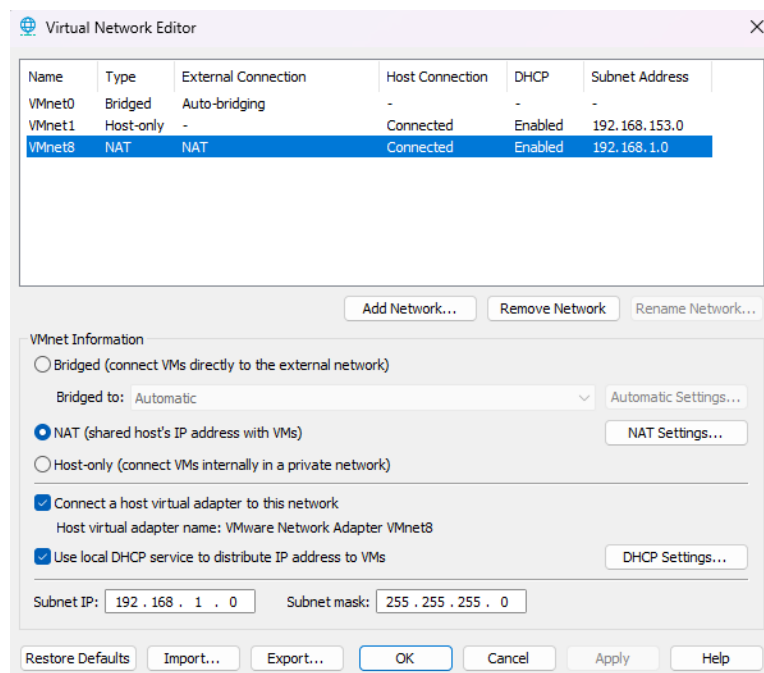 Virtual Network Editor
Name Type External Connection Host Connection DHCP Subnet Address
VMnet0 Bridged Auto-bridging - - -
VMnet1 Host-only - Connected Enabled 192.168.153.0
VMnet8 NAT NAT Connected Enabled 192.168.1.0
Add Network... Remove Network Rename Network...
VMnet Information
Bridged (connect VMs directly to the external network)
Bridged to: Automatic Automatic Settings...
NAT (shared host's IP address with VMs) NAT Settings...
Host-only (connect VMs internally in a private network)
Connect a host virtual adapter to this network
Host virtual adapter name: VMware Network Adapter VMnet8
Use local DHCP service to distribute IP address to VMs DHCP Settings...
Subnet IP: 192 . 168 . 1 . 0 Subnet mask: 255 . 255 . 255 . 0
Restore Defaults Import... Export... OK Cancel Apply Help